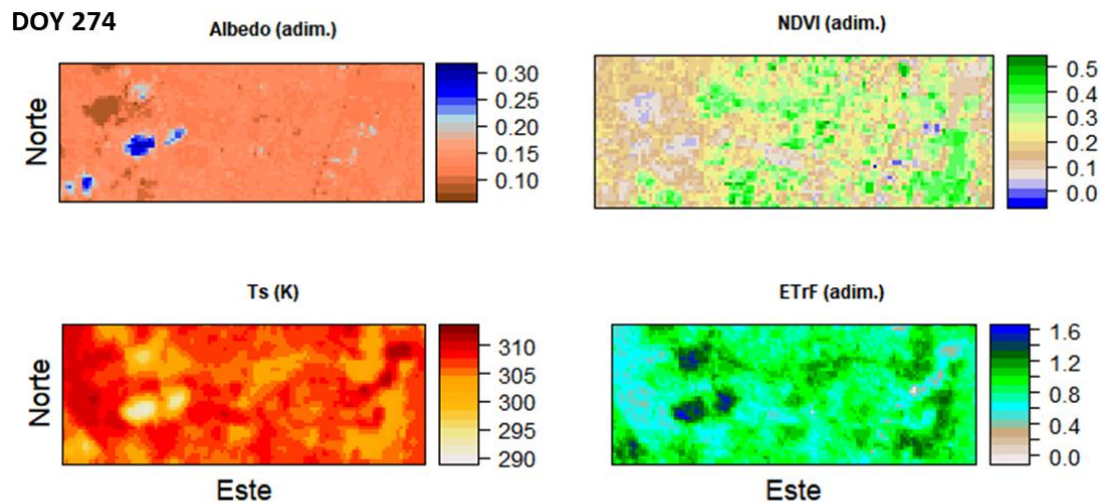 DOY 274
Albedo (adim.)
Norte
0.30
0.25
0.20
0.15
0.10
NDVI (adim.)
0.5
0.4
0.3
0.2
0.1
0.0
Ts (K)
Norte
310
305
300
295
290
Este
ETrF (adim.)
1.6
1.2
0.8
0.4
0.0
Este